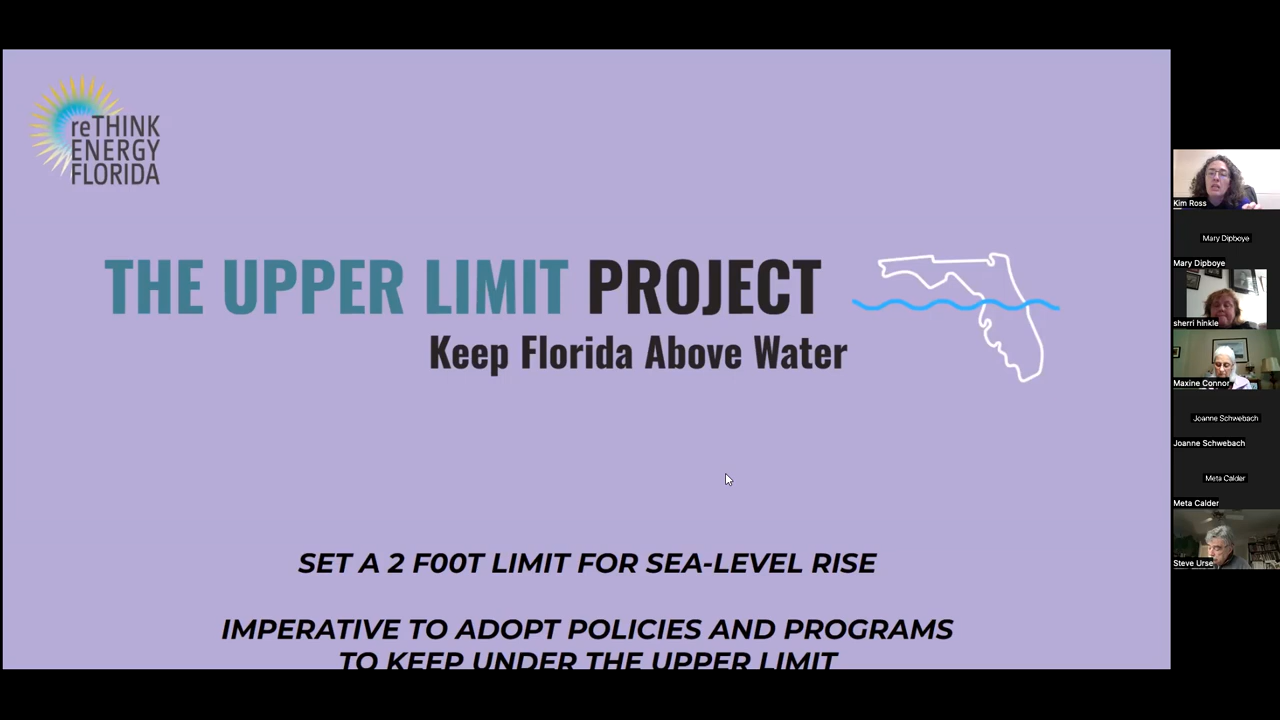 reTHINK
ENERGY
FLORIDA
THE UPPER LIMIT PROJECT
Keep Florida Above Water
SET A 2 F00T LIMIT FOR SEA-LEVEL RISE
IMPERATIVE TO ADOPT POLICIES AND PROGRAMS
TO KEEP UNDER THE UPPER LIMIT
Kim Ross
Mary Dipboye
Mary Dipboye
sherri hinkle
Maxine Connor
Joanne Schwebach
Joanne Schwebach
Meta Calder
Meta Calder
Steve Urse